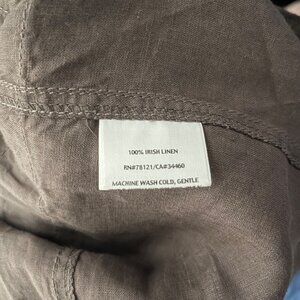 100% IRISH LINEN
RN#78121/CA#34460
MACHINE WASH COLD, GENTLE